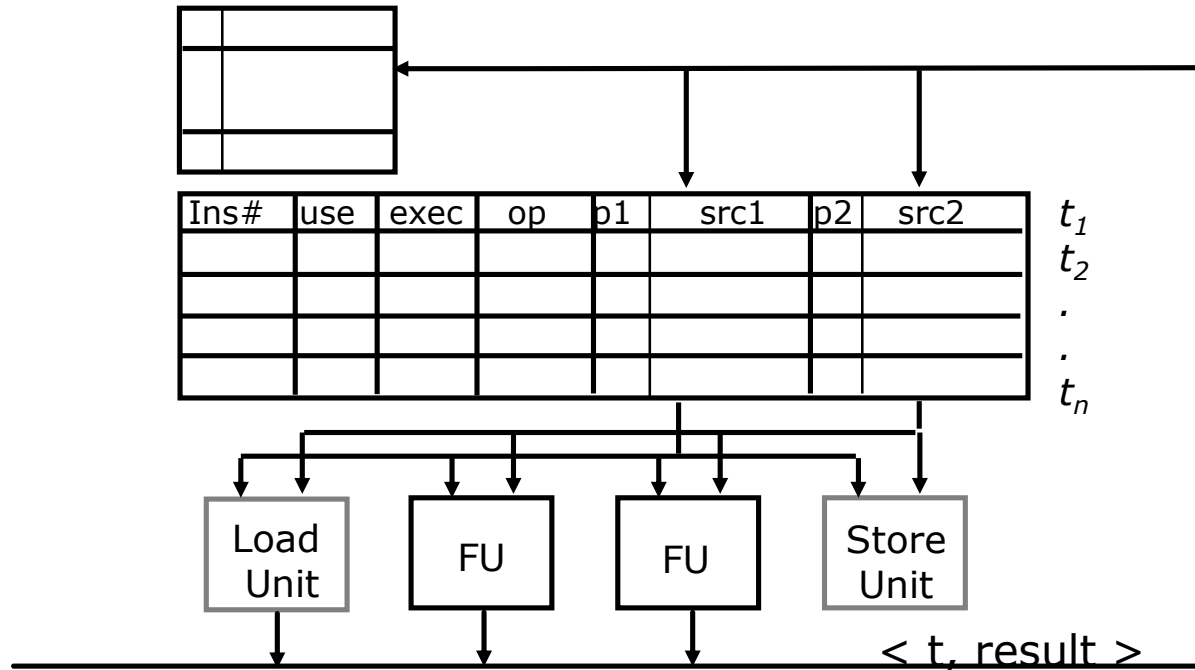 Ins# use exec op p1 src1 p2 src2 t1
t2
.
.
tn
Load Unit
FU
FU
Store Unit
< t, result >